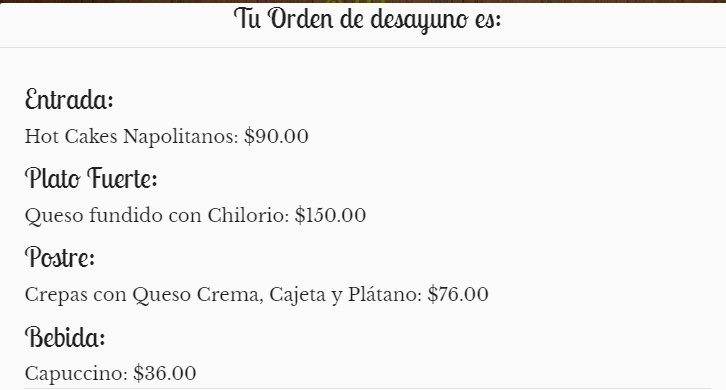 Tu Orden de desayuno es:
Entrada:
Hot Cakes Napolitanos: $90.00
Plato Fuerte:
Queso fundido con Chilorio: $150.00
Postre:
Crepas con Queso Crema, Cajeta y Plátano: $76.00
Bebida:
Capuccino: $36.00